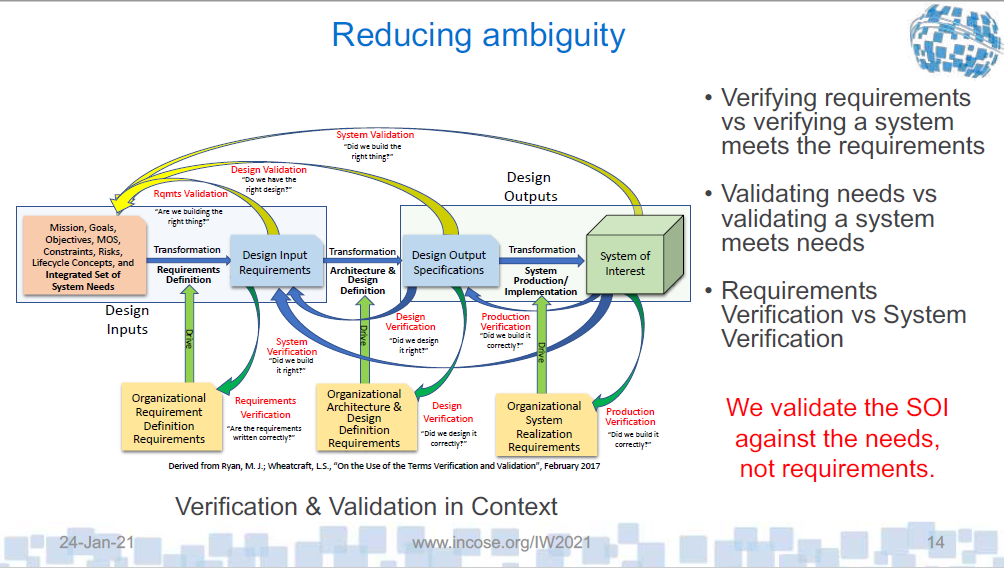 Reducing ambiguity
System Validation
"Did we build the
right thing?"
Design Validation
"Do we have the
right design?"
Rqmts Validation
"Are we building the
right thing?"
Design
Outputs
Mission, Goals,
Objectives, MOS,
Constraints, Risks,
Lifecycle Concepts, and
Integrated Set of
System Needs
Transformation
Requirements
Definition
Design Input
Requirements
Transformation
Architecture &
Design
Definition
Design Output
Specifications
Transformation
System
Production/
Implementation
System of
Interest
Design
Inputs
Drive
System
Verification
"Did we build
it right?"
Drive
Design
Verification
"Did we design
it right?"
Production
Verification
"Did we build it
correctly?"
Drive
Organizational
Requirement
Definition
Requirements
Requirements
Verification
"Are the requirements
written correctly?"
Organizational
Architecture &
Design
Definition
Requirements
Design
Verification
"Did we design it
correctly?"
Organizational
System
Realization
Requirements
Production
Verification
"Did we build it
correctly?"
Derived from Ryan, M. J.; Wheatcraft, L.S., "On the Use of the Terms Verification and Validation", February 2017
Verification & Validation in Context
• Verifying requirements
vs verifying a system
meets the requirements
• Validating needs vs
validating a system
meets needs
• Requirements
Verification vs System
Verification
We validate the SOI
against the needs,
not requirements.
24-Jan-21
www.incose.org/IW2021
14